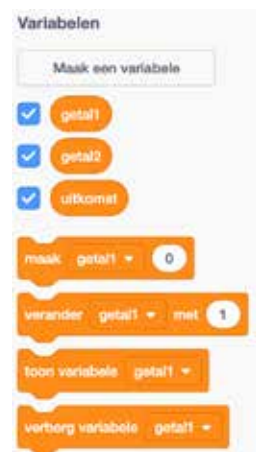 Variabelen
Maak een variabele
getal1
getal2
uitkomst
maak getal1 0
verander getal1 met 1
toon variabele getal1
verberg variabele getal1